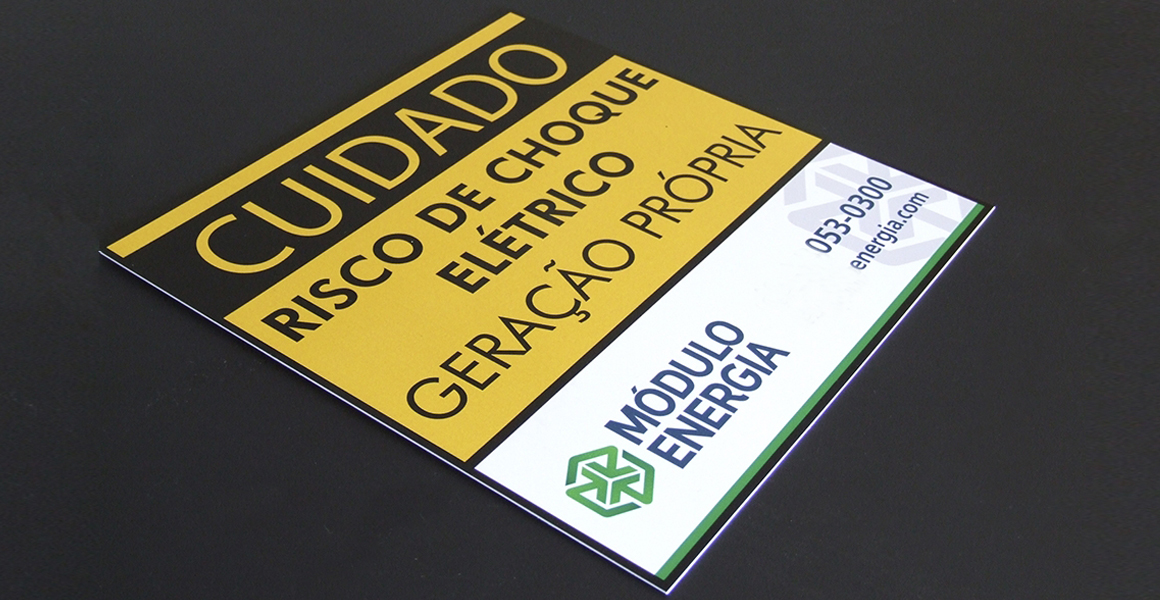 CUIDADO
RISCO DE CHOQUE
ELÉTRICO
GERAÇÃO PRÓPRIA
MÓDULO
ENERGIA
053-0300
energia.com